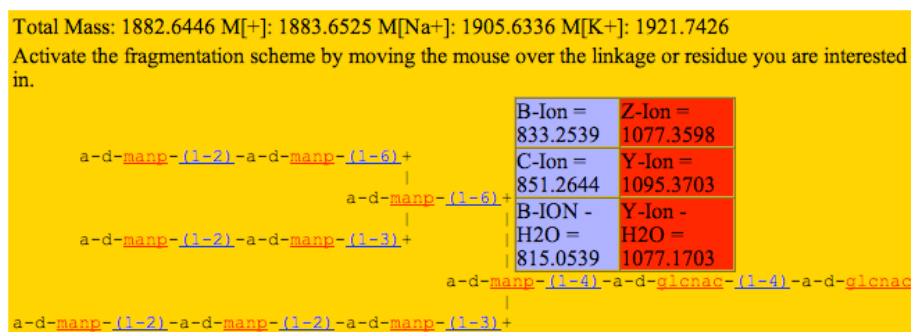 Total Mass: 1882.6446 M[+]: 1883.6525 M[Na+]: 1905.6336 M[K+]: 1921.7426
Activate the fragmentation scheme by moving the mouse over the linkage or residue you are interested
in.
B-Ion = Z-Ion =
833.2539 1077.3598
a-d-manp-(1-2)-a-d-manp-(1-6)+
C-Ion = Y-Ion =
851.2644 1095.3703
|
a-d-manp-(1-6)+
B-ION - Y-Ion -
| |
H2O = H2O =
a-d-manp-(1-2)-a-d-manp-(1-3)+ |
815.0539 1077.1703
|
a-d-manp-(1-4)-a-d-glcnac-(1-4)-a-d-glcnac
|
a-d-manp-(1-2)-a-d-manp-(1-2)-a-d-manp-(1-3)+